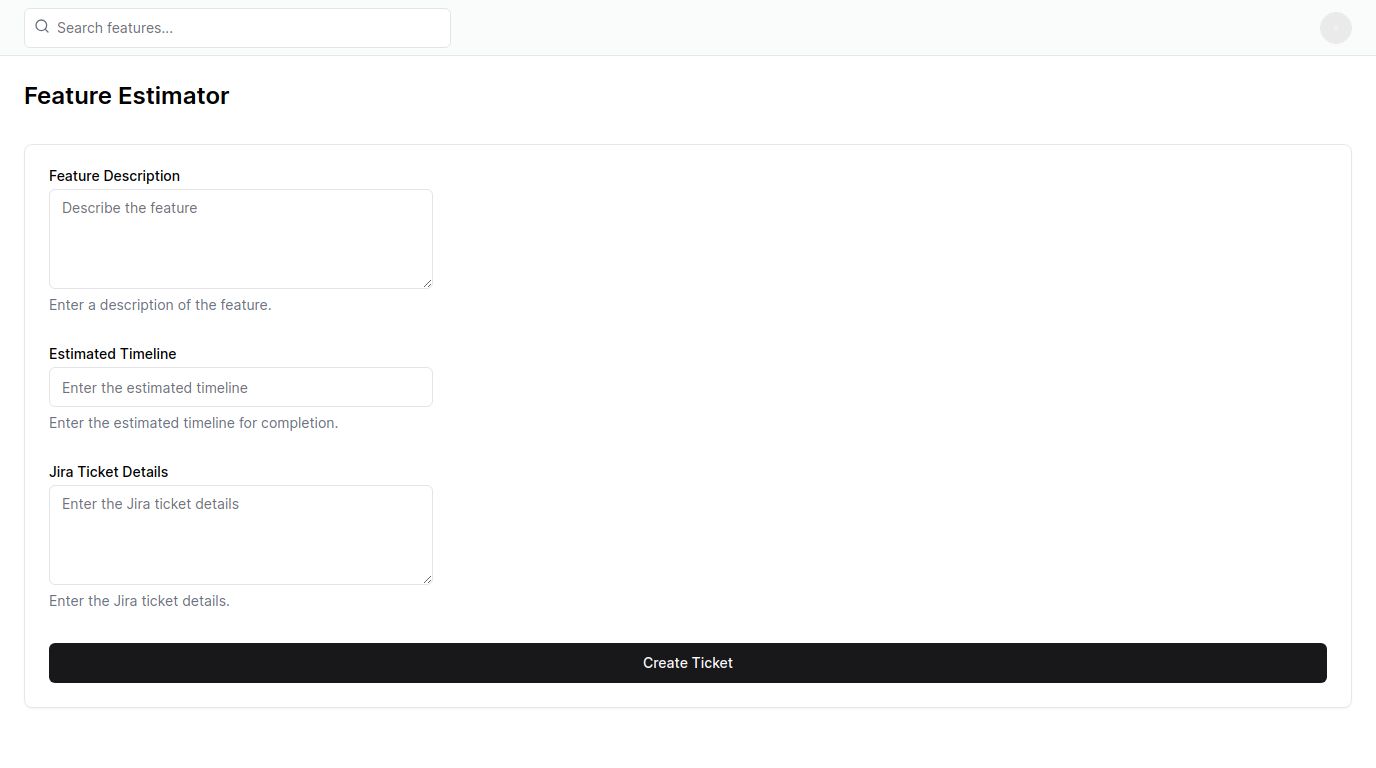 Search features...
Feature Estimator
Feature Description
Describe the feature
Enter a description of the feature.
Estimated Timeline
Enter the estimated timeline
Enter the estimated timeline for completion.
Jira Ticket Details
Enter the Jira ticket details
Enter the Jira ticket details.
Create Ticket